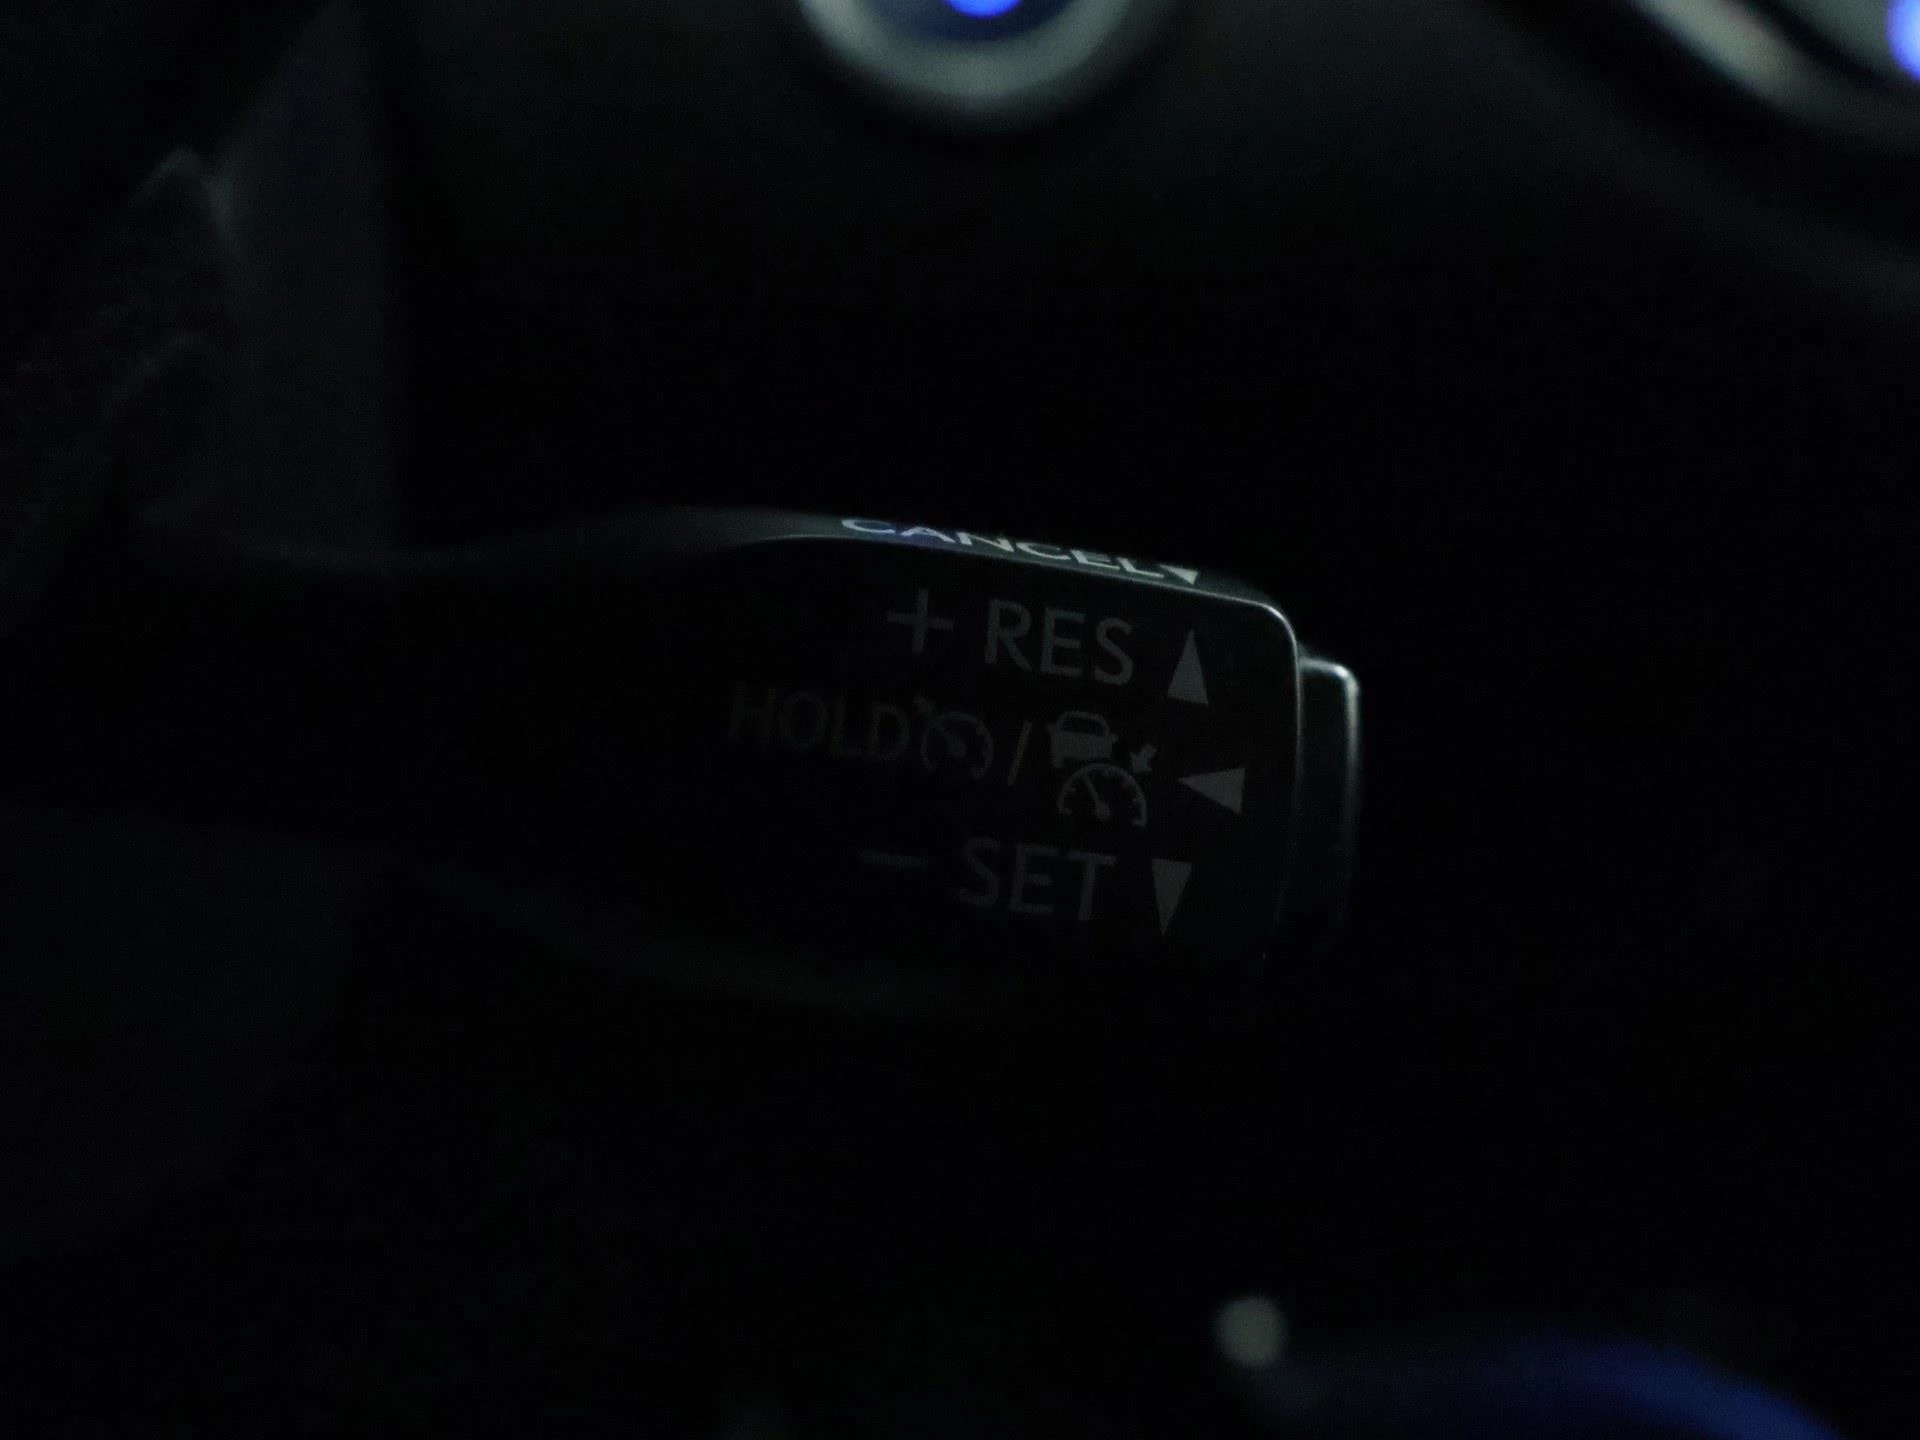 CANCEL▼
+ RES ▲
HOLD / ◀
− SET ▼